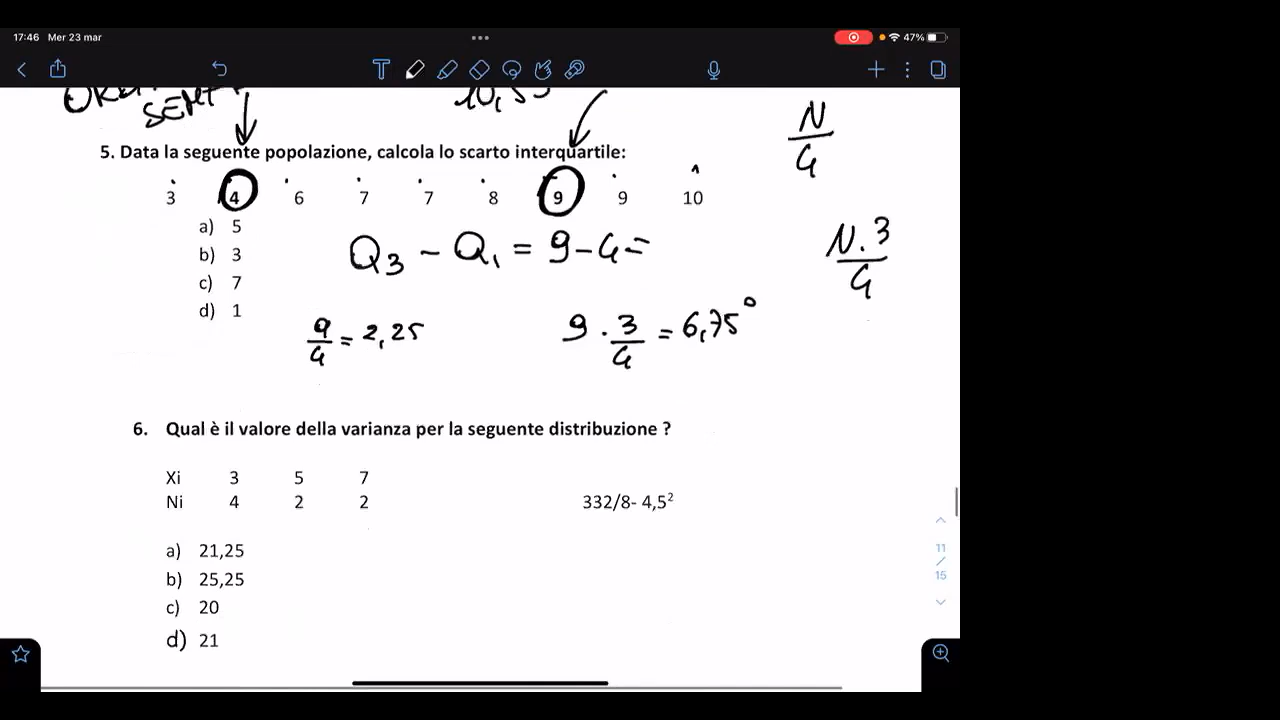 17:46 Mer 23 mar
47%
SEMI
10,55
N/4
5. Data la seguente popolazione, calcola lo scarto interquartile:
3 4 6 7 7 8 9 9 10
a) 5
b) 3
c) 7
d) 1
Q3 - Q1 = 9-4=
N.3/4
9/4 = 2,25
9 . 3/4 = 6,75°
6. Qual è il valore della varianza per la seguente distribuzione ?
Xi 3 5 7
Ni 4 2 2
332/8- 4,5²
a) 21,25
b) 25,25
c) 20
d) 21
11
/
15